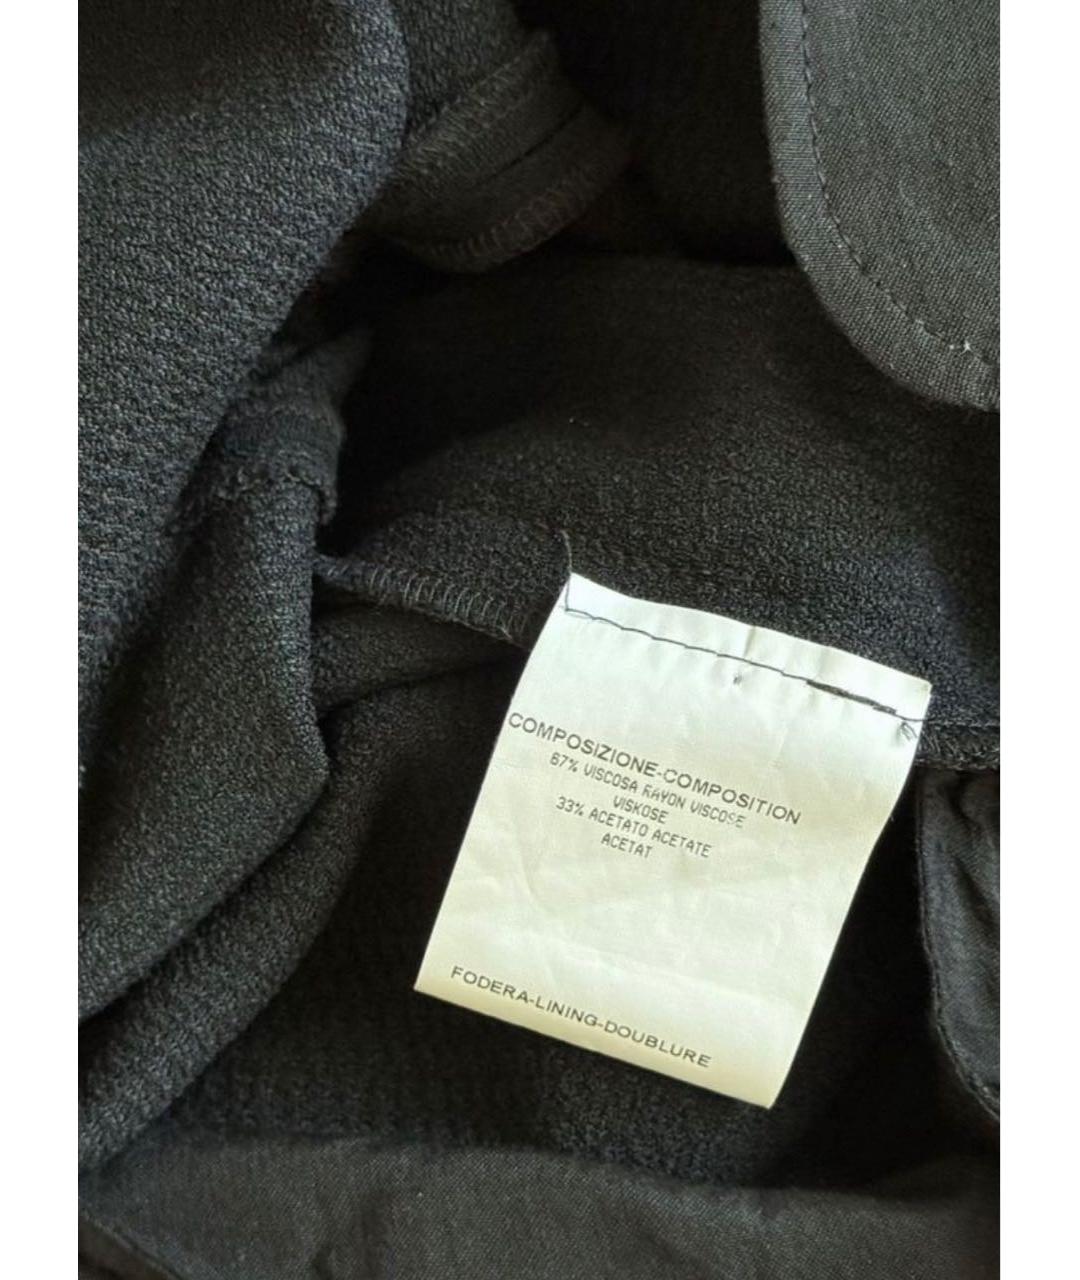 COMPOSIZIONE-COMPOSITION
67% VISCOSA RAYON VISCOSE
VISKOSE
33% ACETATO ACETATE
ACETAT
FODERA-LINING-DOUBLURE